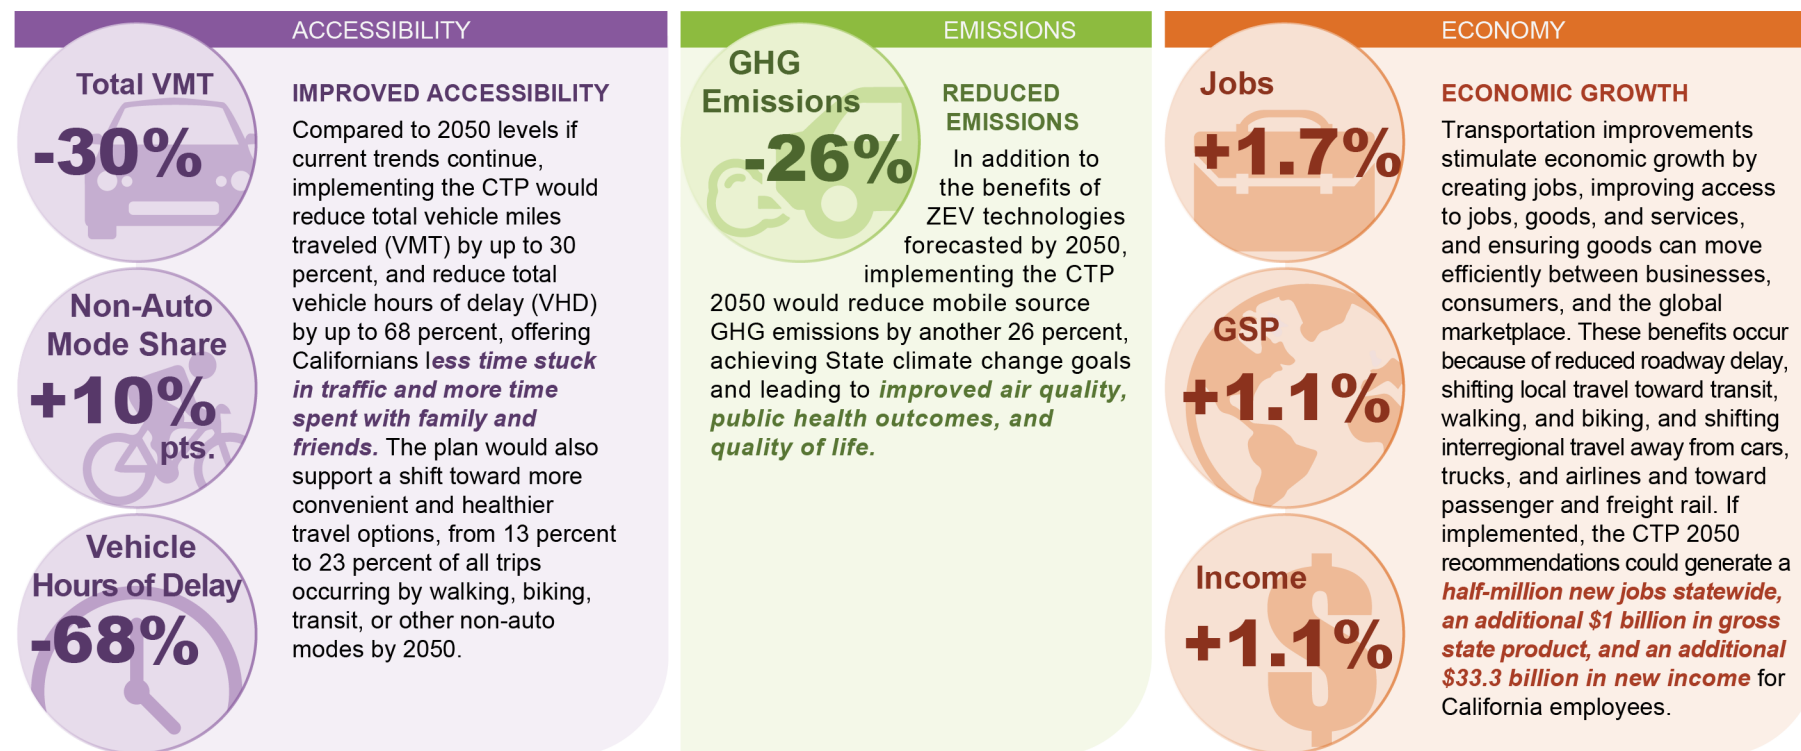 ACCESSIBILITY
Total VMT
-30%
Non-Auto
Mode Share
+10%
pts.
Vehicle
Hours of Delay
-68%
IMPROVED ACCESSIBILITY
Compared to 2050 levels if
current trends continue,
implementing the CTP would
reduce total vehicle miles
traveled (VMT) by up to 30
percent, and reduce total
vehicle hours of delay (VHD)
by up to 68 percent, offering
Californians less time stuck
in traffic and more time
spent with family and
friends. The plan would also
support a shift toward more
convenient and healthier
travel options, from 13 percent
to 23 percent of all trips
occurring by walking, biking,
transit, or other non-auto
modes by 2050.
EMISSIONS
GHG
Emissions
-26%
REDUCED
EMISSIONS
In addition to
the benefits of
ZEV technologies
forecasted by 2050,
implementing the CTP
2050 would reduce mobile source
GHG emissions by another 26 percent,
achieving State climate change goals
and leading to improved air quality,
public health outcomes, and
quality of life.
ECONOMY
Jobs
+1.7%
GSP
+1.1%
Income
+1.1%
ECONOMIC GROWTH
Transportation improvements
stimulate economic growth by
creating jobs, improving access
to jobs, goods, and services,
and ensuring goods can move
efficiently between businesses,
consumers, and the global
marketplace. These benefits occur
because of reduced roadway delay,
shifting local travel toward transit,
walking, and biking, and shifting
interregional travel away from cars,
trucks, and airlines and toward
passenger and freight rail. If
implemented, the CTP 2050
recommendations could generate a
half-million new jobs statewide,
an additional $1 billion in gross
state product, and an additional
$33.3 billion in new income for
California employees.